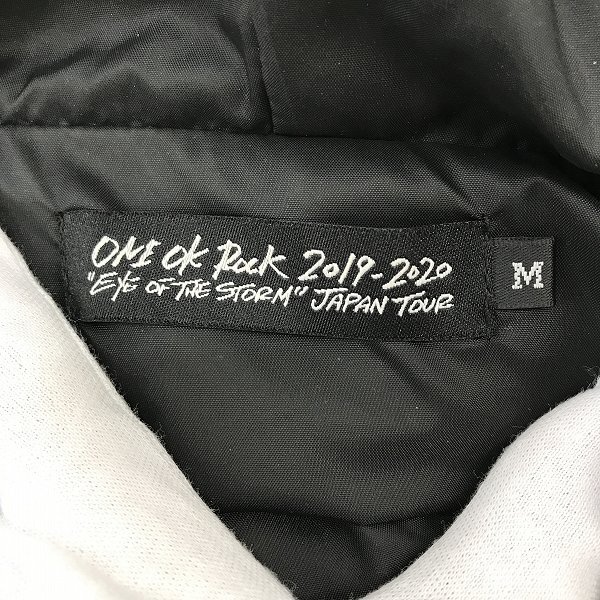 ONE OK ROCK 2019-2020
"EYE OF THE STORM" JAPAN TOUR
M